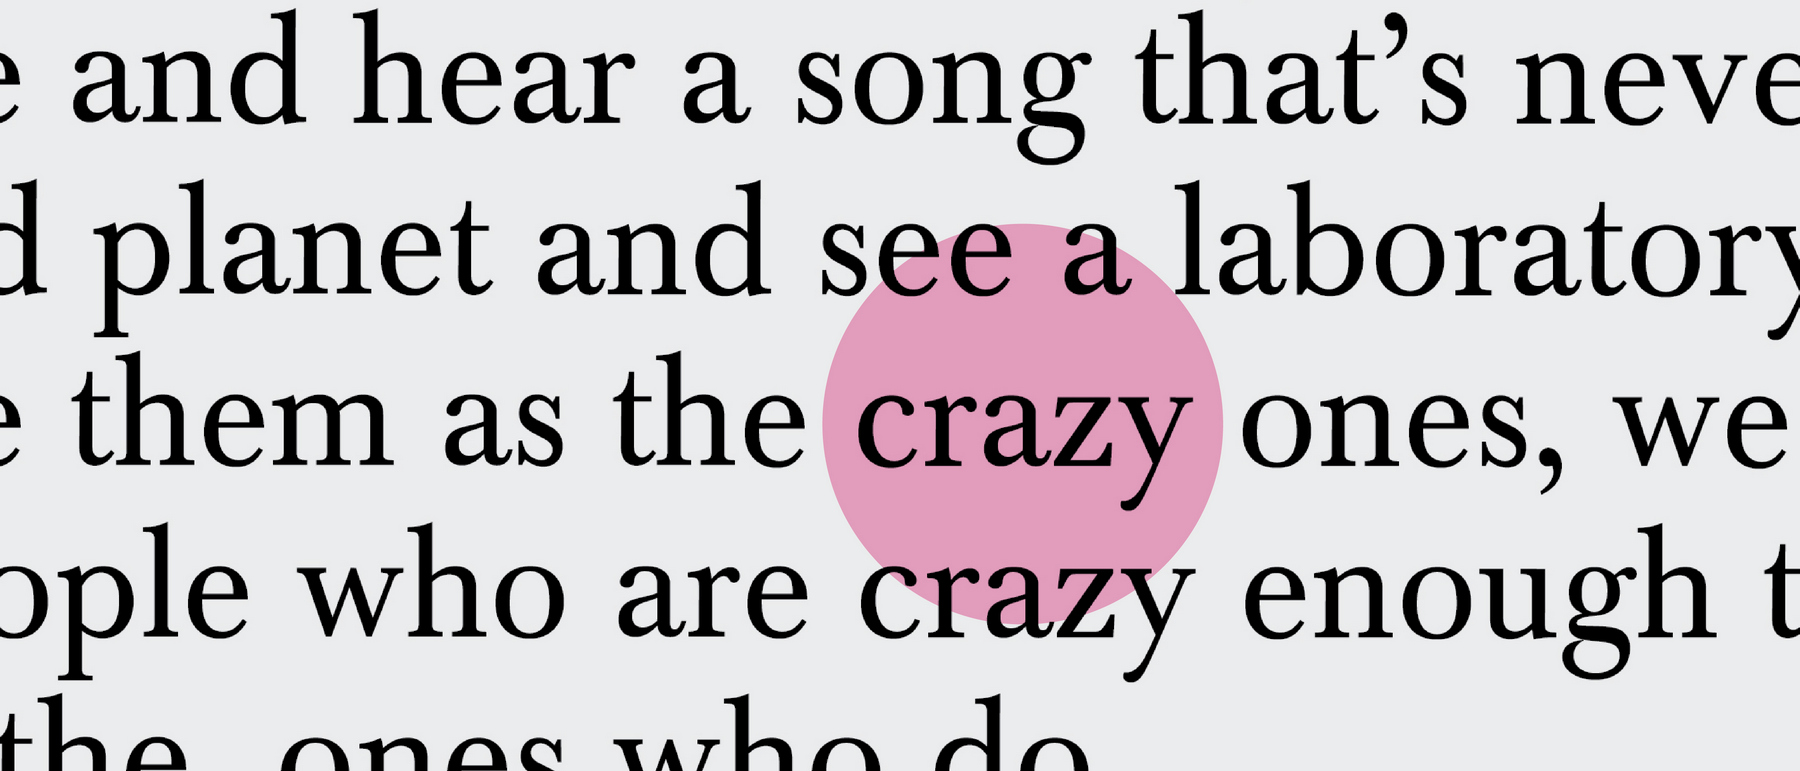 e and hear a song that’s neve
d planet and see a laboratory
e them as the crazy ones, we
ople who are crazy enough t
the ones who do